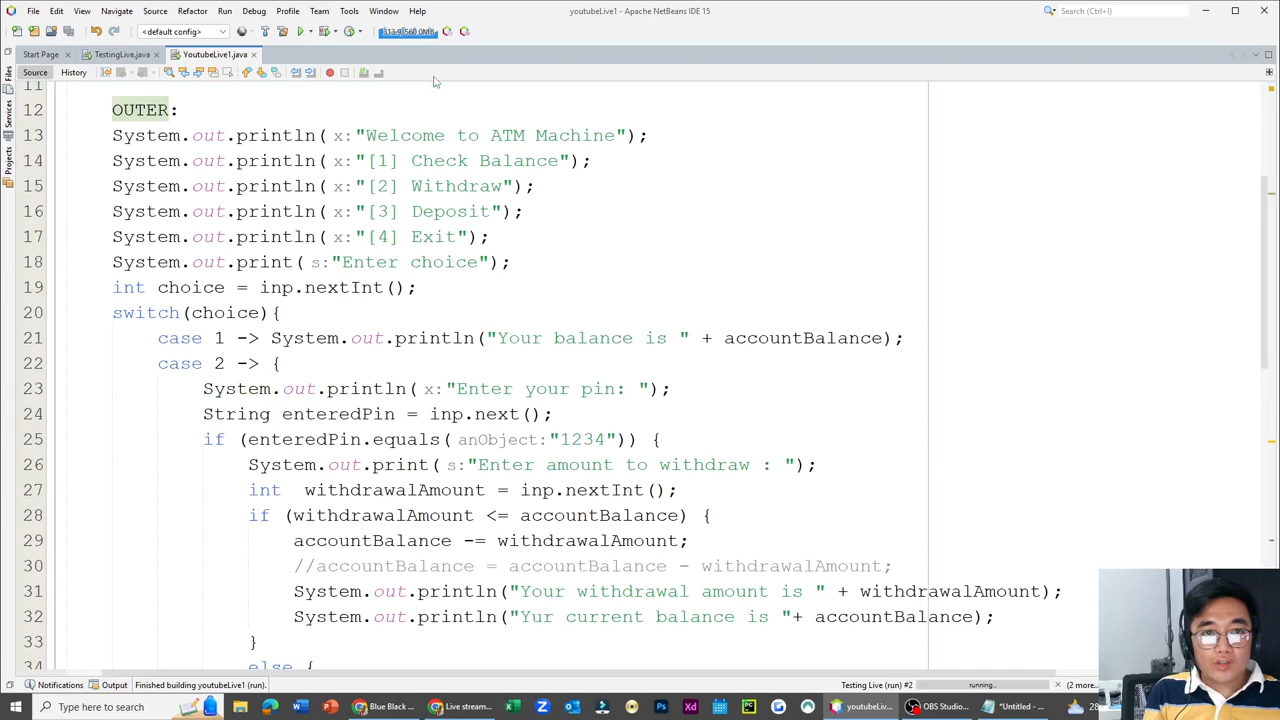 File Edit View Navigate Source Refactor Run Debug Profile Team Tools Window Help youtubeLive1 - Apache NetBeans IDE 15 Search (Ctrl+I)
<default config> 313.9/560.0MB
Start Page TestingLive.java YoutubeLive1.java
Source History
Files
Services
Projects
11
12 OUTER:
13 System.out.println( x:"Welcome to ATM Machine");
14 System.out.println( x:"[1] Check Balance");
15 System.out.println( x:"[2] Withdraw");
16 System.out.println( x:"[3] Deposit");
17 System.out.println( x:"[4] Exit");
18 System.out.print( s:"Enter choice");
19 int choice = inp.nextInt();
20 switch(choice){
21 case 1 -> System.out.println("Your balance is " + accountBalance);
22 case 2 -> {
23 System.out.println( x:"Enter your pin: ");
24 String enteredPin = inp.next();
25 if (enteredPin.equals( anObject:"1234")) {
26 System.out.print( s:"Enter amount to withdraw : ");
27 int withdrawalAmount = inp.nextInt();
28 if (withdrawalAmount <= accountBalance) {
29 accountBalance -= withdrawalAmount;
30 //accountBalance = accountBalance - withdrawalAmount;
31 System.out.println("Your withdrawal amount is " + withdrawalAmount);
32 System.out.println("Yur current balance is "+ accountBalance);
33 }
34 else {
Notifications Output Finished building youtubeLive1 (run). Testing Live (run) #2 running... (2 more...
Type here to search Blue Black ... Live stream... youtubeLiv... OBS Studio... *Untitled - ... 28